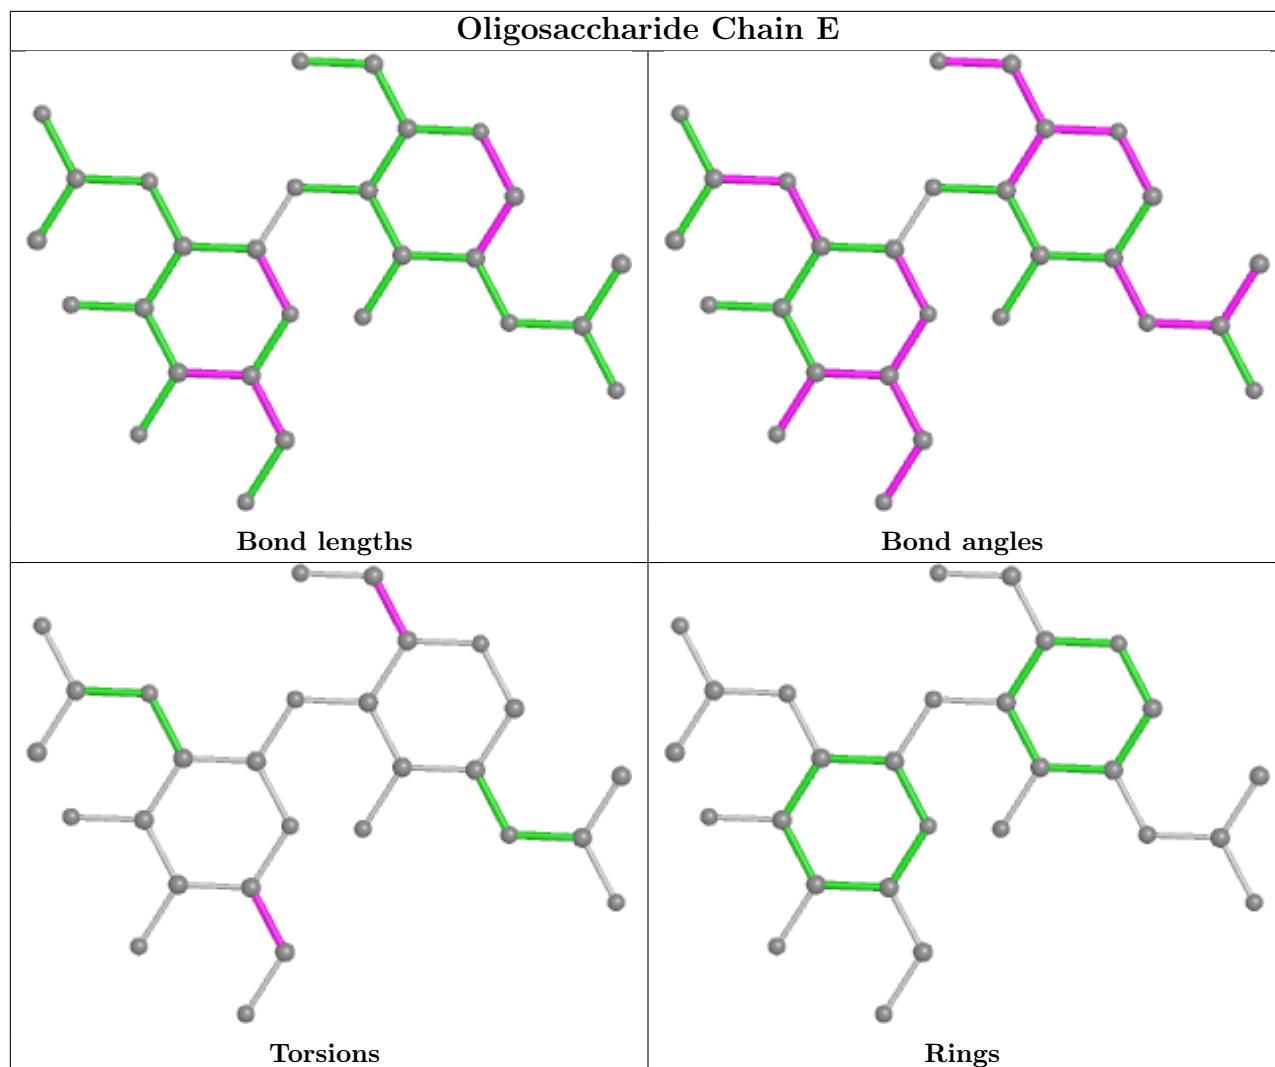 Oligosaccharide Chain E
Bond lengths
Bond angles
Torsions
Rings